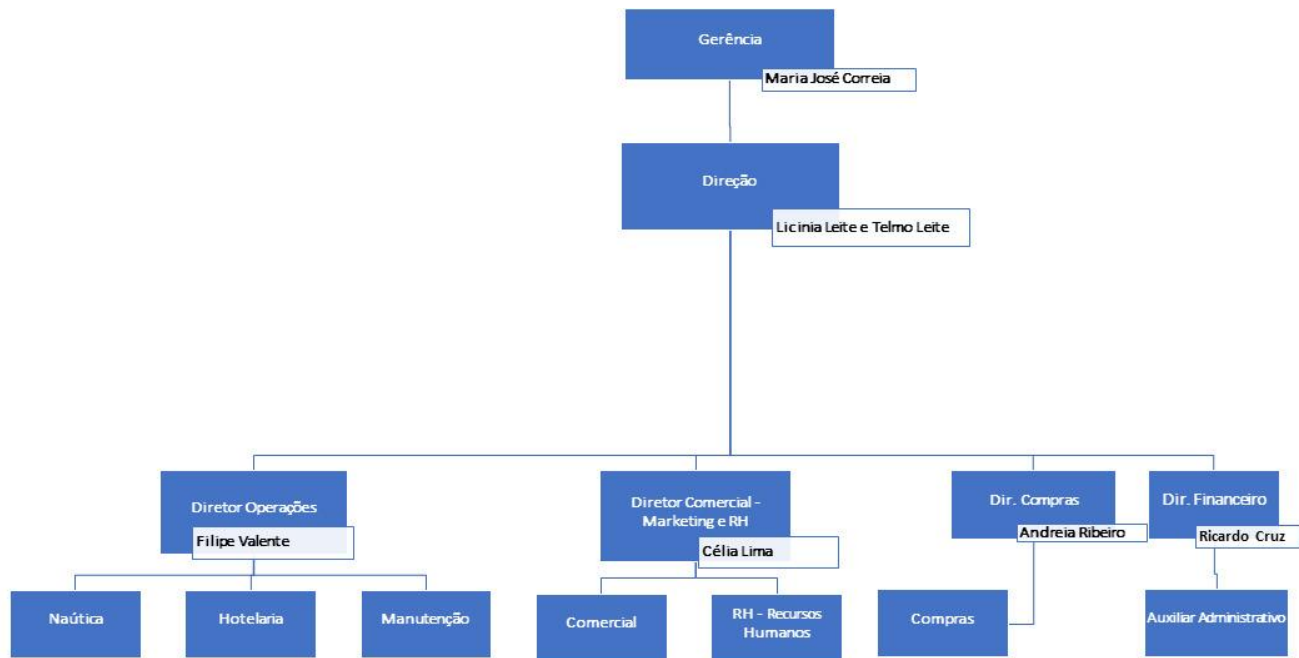 Gerência
Maria José Correia
Direção
Licinia Leite e Telmo Leite
Diretor Operações
Filipe Valente
Diretor Comercial -
Marketing e RH
Célia Lima
Dir. Compras
Andreia Ribeiro
Dir. Financeiro
Ricardo Cruz
Naútica
Hotelaria
Manutenção
Comercial
RH - Recursos
Humanos
Compras
Auxiliar Administrativo